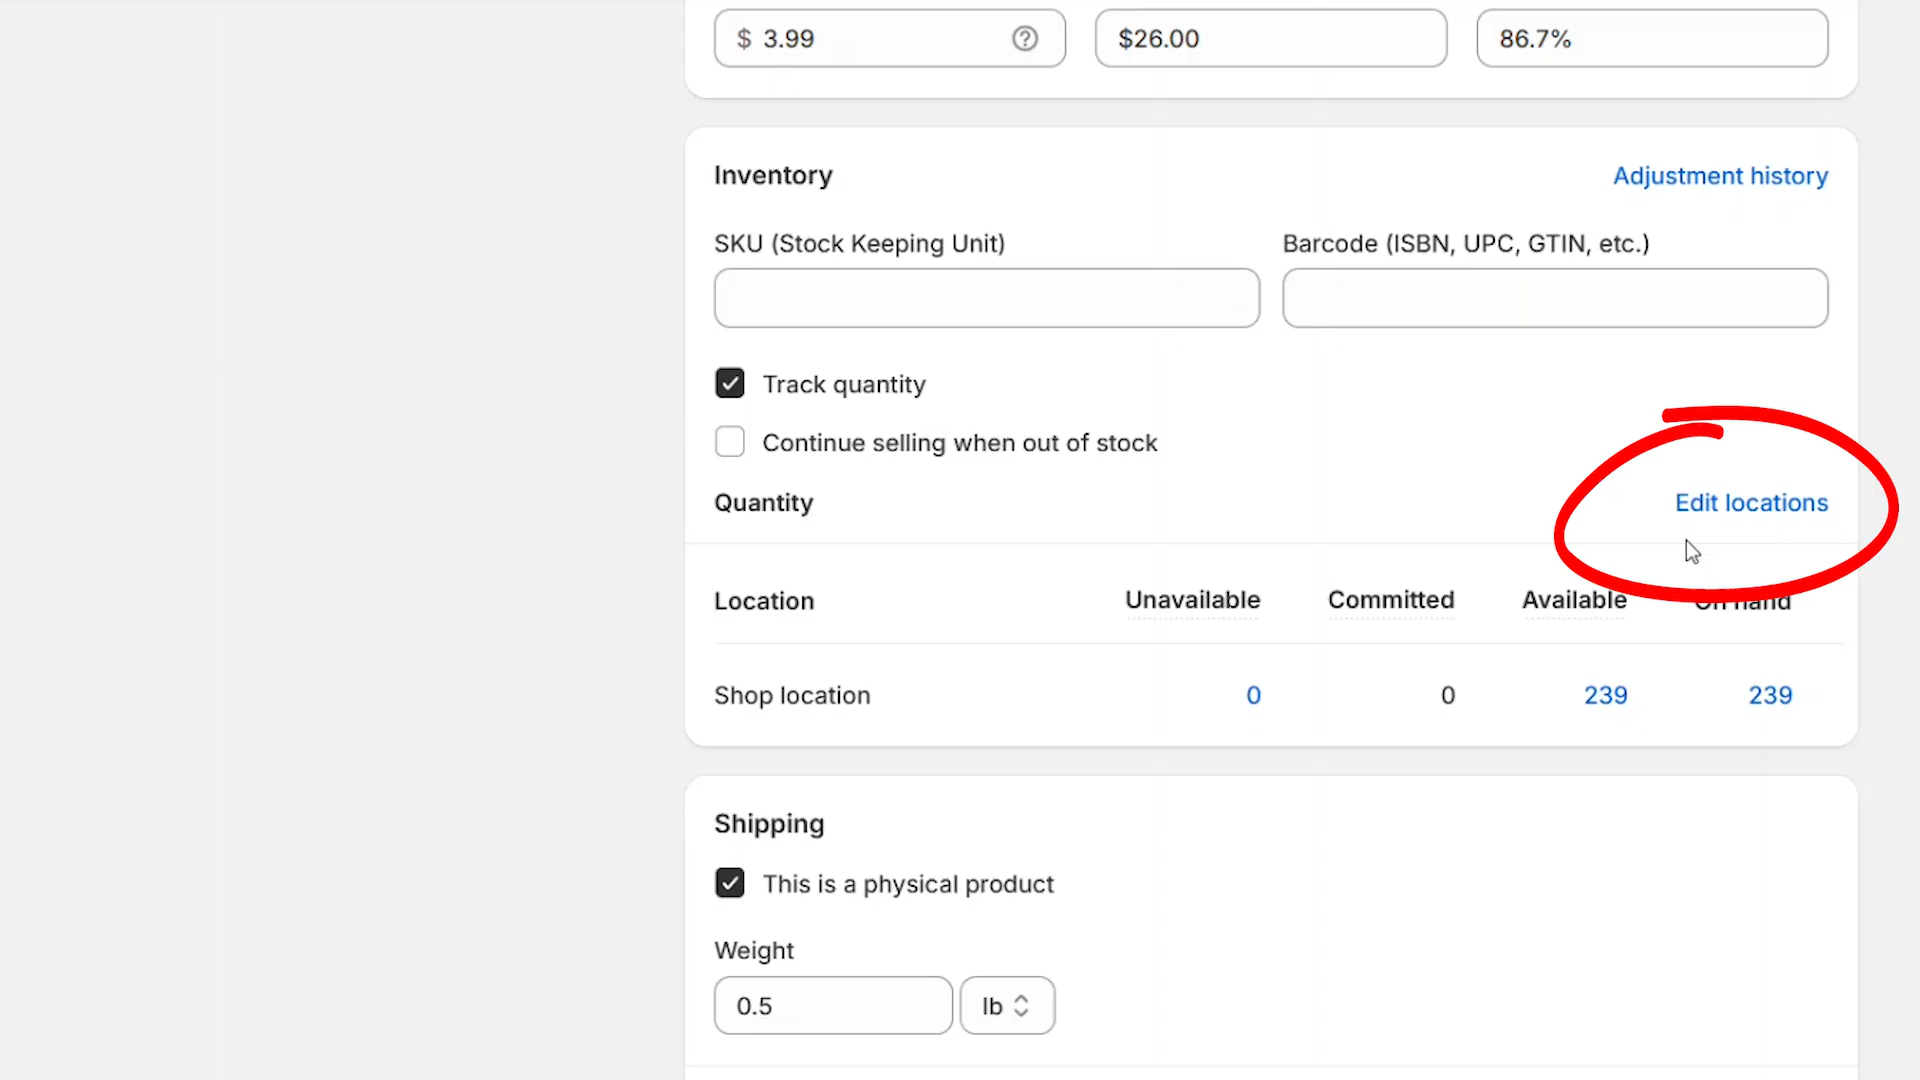 $ 3.99 $26.00 86.7%
Inventory Adjustment history
SKU (Stock Keeping Unit) Barcode (ISBN, UPC, GTIN, etc.)
Track quantity
Continue selling when out of stock
Quantity Edit locations
Location Unavailable Committed Available On hand
Shop location 0 0 239 239
Shipping
This is a physical product
Weight
0.5 lb